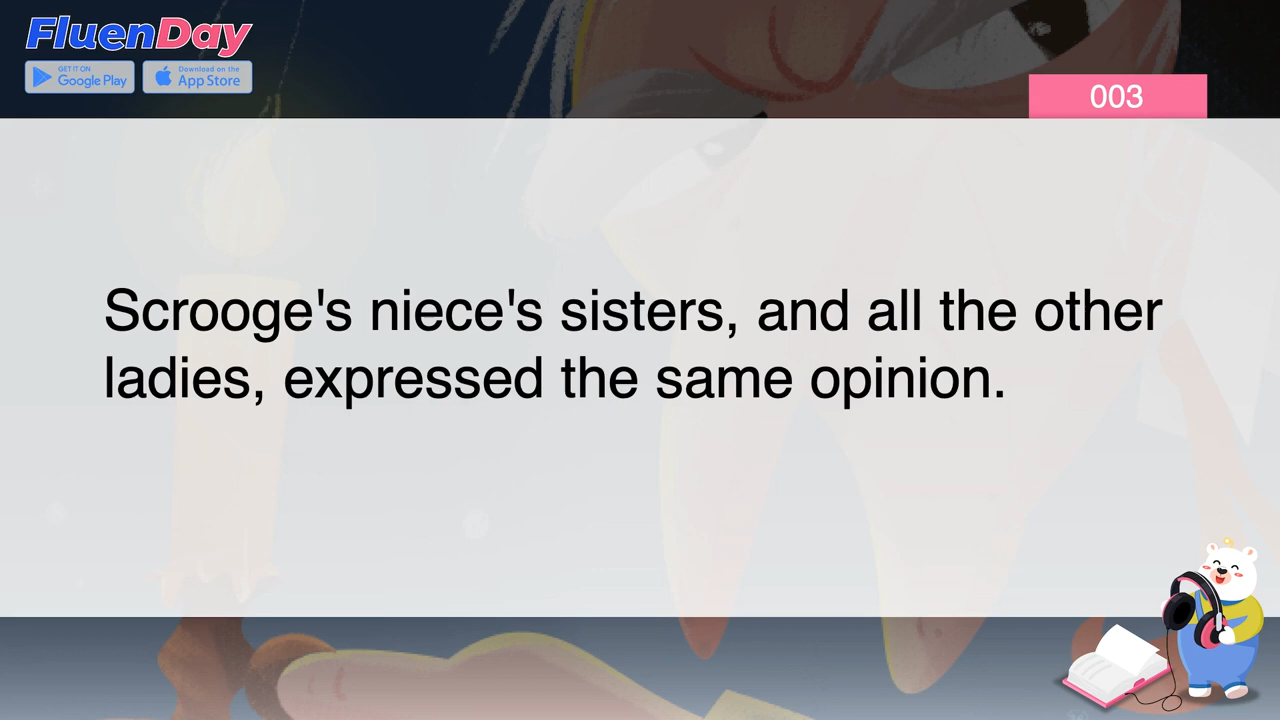 FluenDay
GET IT ON
Google Play
Download on the
App Store
003
Scrooge's niece's sisters, and all the other
ladies, expressed the same opinion.